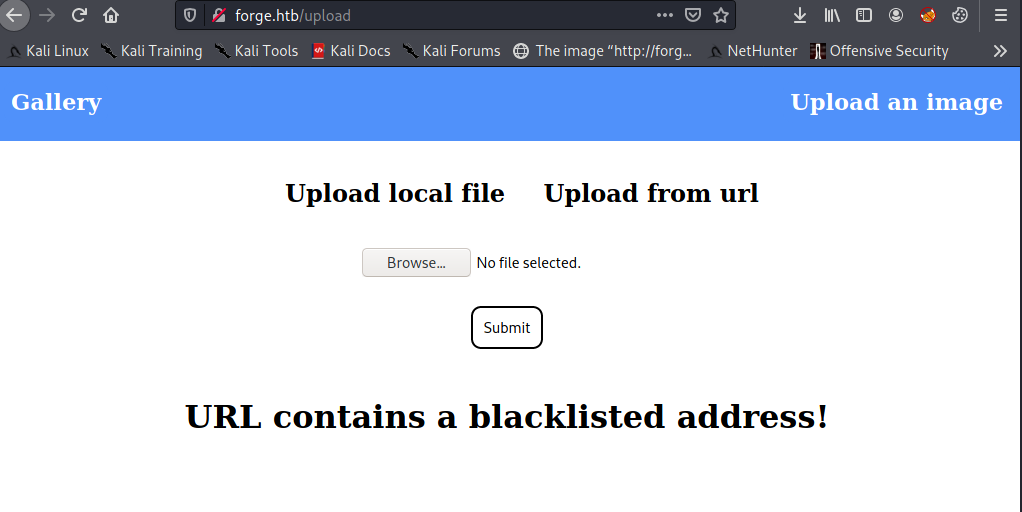 forge.htb/upload
Kali Linux Kali Training Kali Tools Kali Docs Kali Forums The image “http://forg... NetHunter Offensive Security
Gallery Upload an image
Upload local file Upload from url
Browse... No file selected.
Submit
URL contains a blacklisted address!